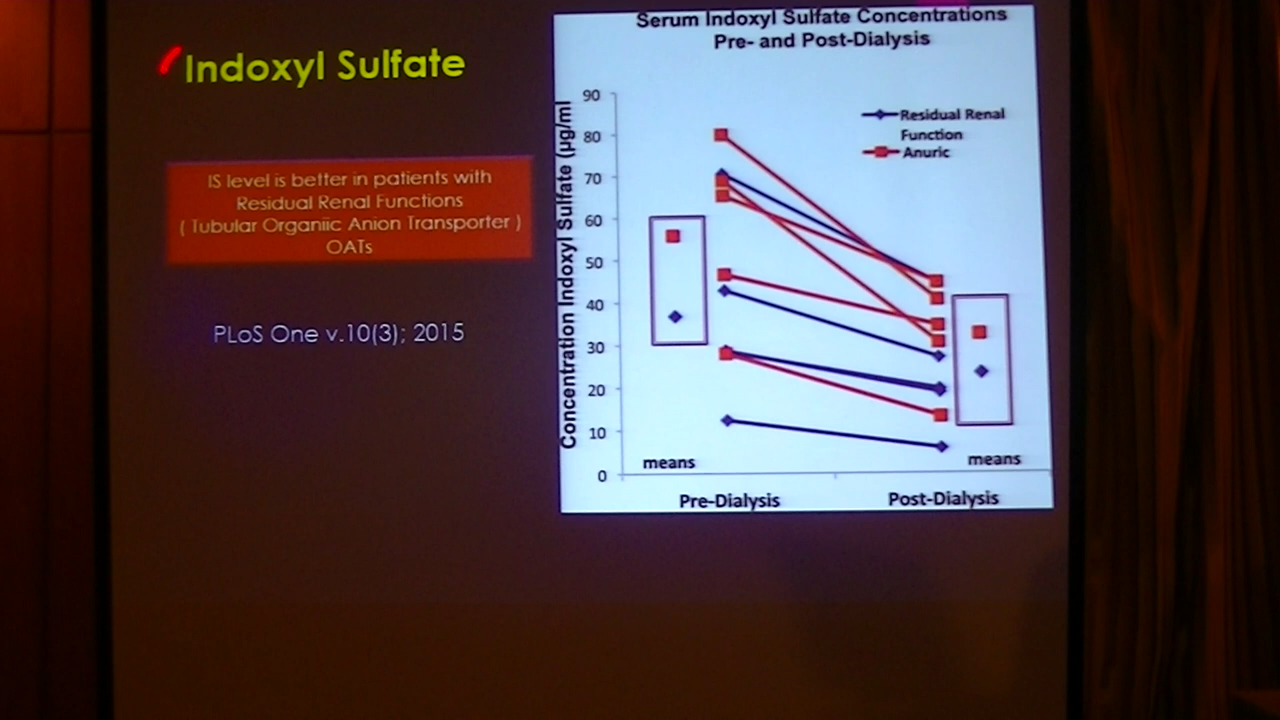 Indoxyl Sulfate
IS level is better in patients with
Residual Renal Functions
( Tubular Organiic Anion Transporter )
OATs
PLoS One v.10(3); 2015
Serum Indoxyl Sulfate Concentrations
Pre- and Post-Dialysis
Concentration Indoxyl Sulfate (µg/ml
90
80
70
60
50
40
30
20
10
0
Residual Renal
Function
Anuric
means
means
Pre-Dialysis
Post-Dialysis